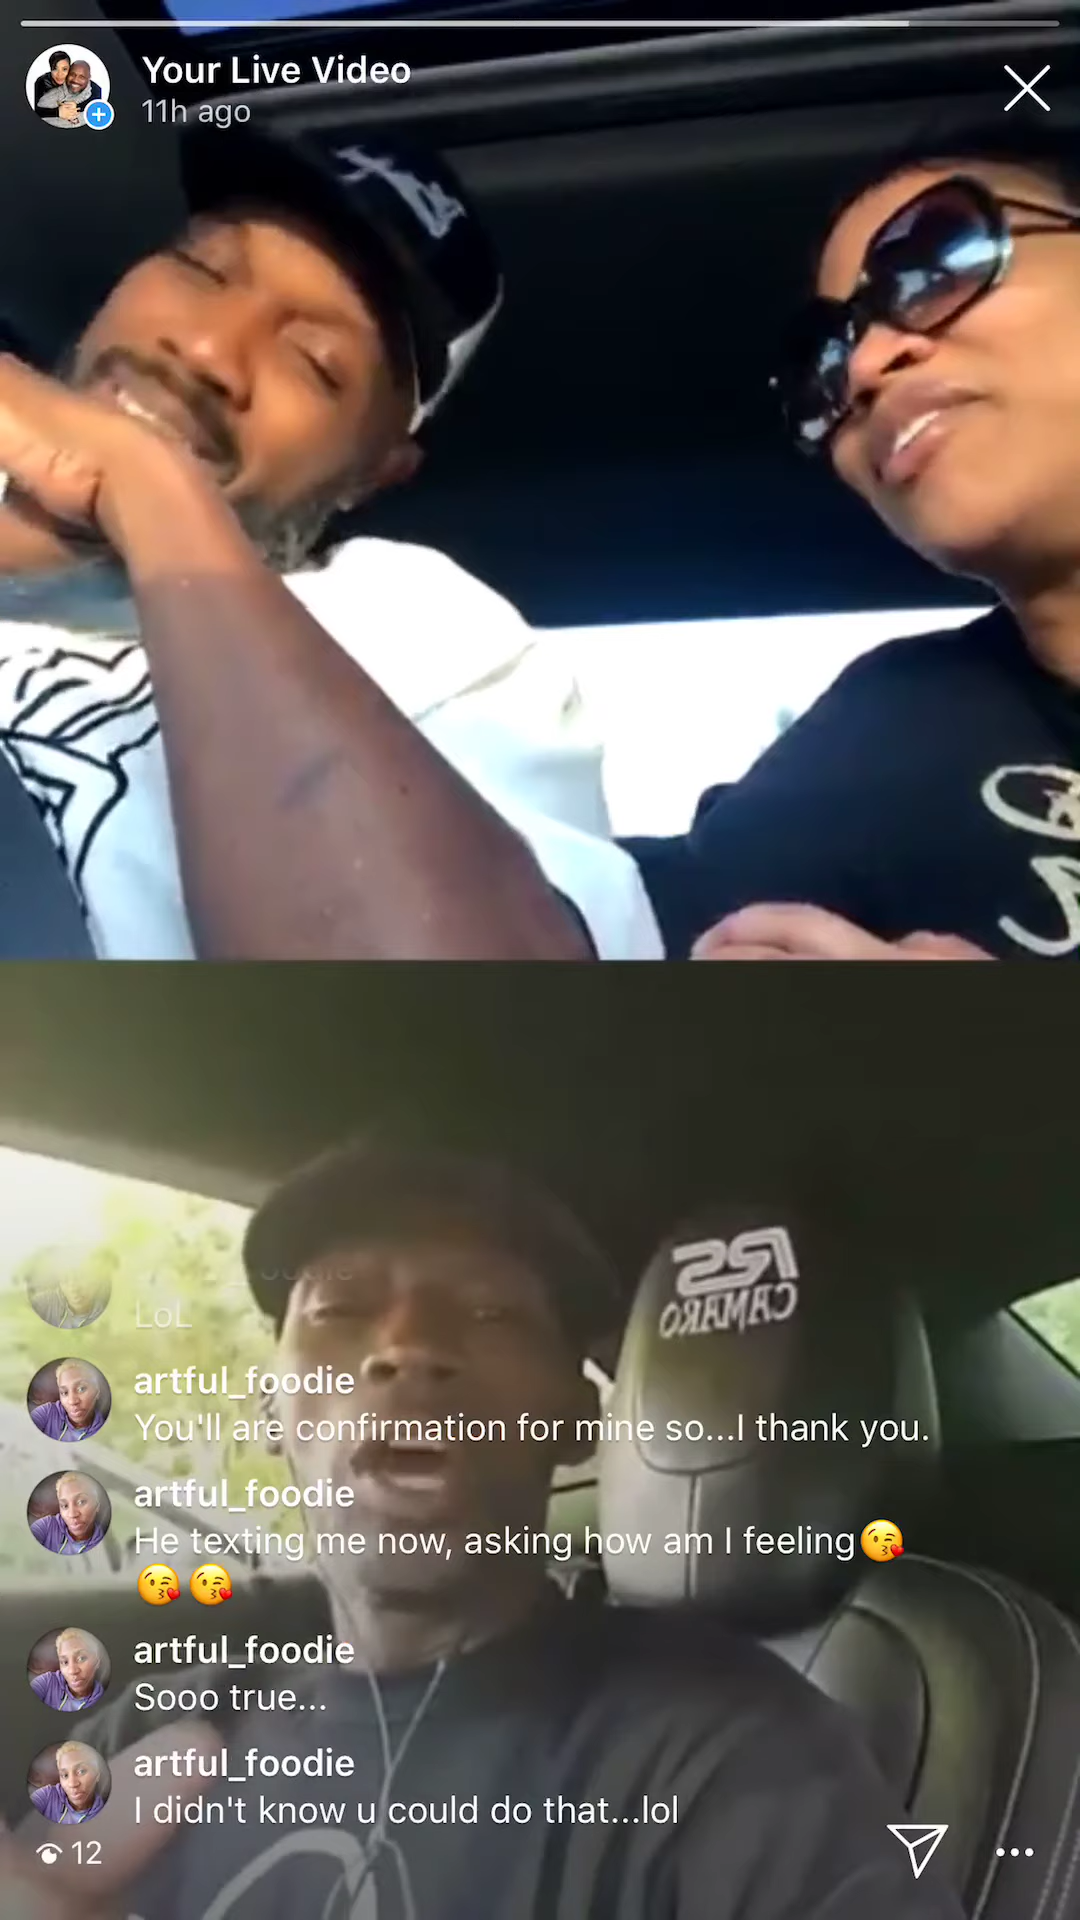 Your Live Video
11h ago
RS
CAMARO
LoL
artful_foodie
You'll are confirmation for mine so...I thank you.
artful_foodie
He texting me now, asking how am I feeling😘
😘 😘
artful_foodie
Sooo true...
artful_foodie
I didn't know u could do that...lol
12